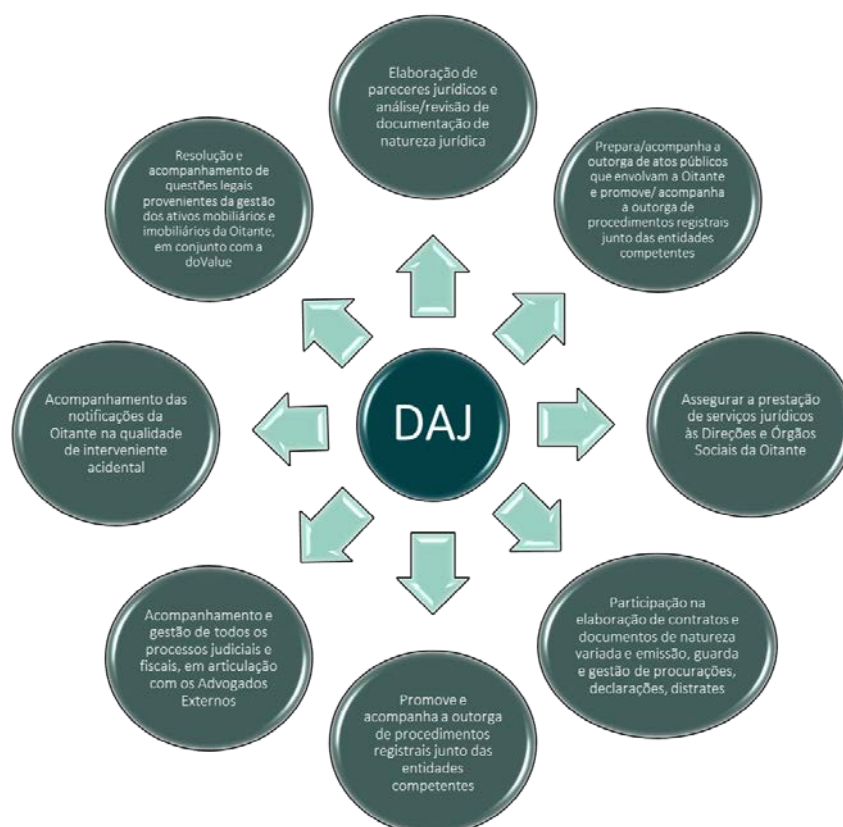 Elaboração de
pareceres jurídicos e
análise/revisão de
documentação de
natureza jurídica
Prepara/acompanha a
outorga de atos públicos
que envolvam a Oitante
e promove/ acompanha
a outorga de
procedimentos registrais
junto das entidades
competentes
Assegurar a prestação
de serviços jurídicos
às Direções e Órgãos
Sociais da Oitante
Participação na
elaboração de contratos e
documentos de natureza
variada e emissão, guarda
e gestão de procurações,
declarações, distrates
Promove e
acompanha a outorga
de procedimentos
registrais junto das
entidades
competentes
Acompanhamento e
gestão de todos os
processos judiciais e
fiscais, em articulação
com os Advogados
Externos
Acompanhamento das
notificações da
Oitante na qualidade
de interveniente
acidental
Resolução e
acompanhamento de
questões legais
provenientes da gestão
dos ativos mobiliários e
imobiliários da Oitante,
em conjunto com a
doValue
DAJ